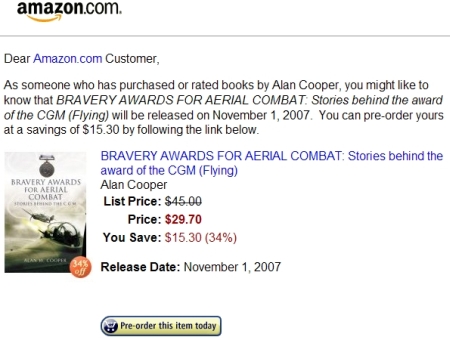 amazon.com.
Dear Amazon.com Customer,
As someone who has purchased or rated books by Alan Cooper, you might like to
know that BRAVERY AWARDS FOR AERIAL COMBAT: Stories behind the award
of the CGM (Flying) will be released on November 1, 2007. You can pre-order yours
at a savings of $15.30 by following the link below.
BRAVERY AWARDS
FOR AERIAL
COMBAT
STORIES BEHIND THE CGM
ALAN W. COOPER
34%
off
BRAVERY AWARDS FOR AERIAL COMBAT: Stories behind the
award of the CGM (Flying)
Alan Cooper
List Price: $45.00
Price: $29.70
You Save: $15.30 (34%)
Release Date: November 1, 2007
Pre-order this item today